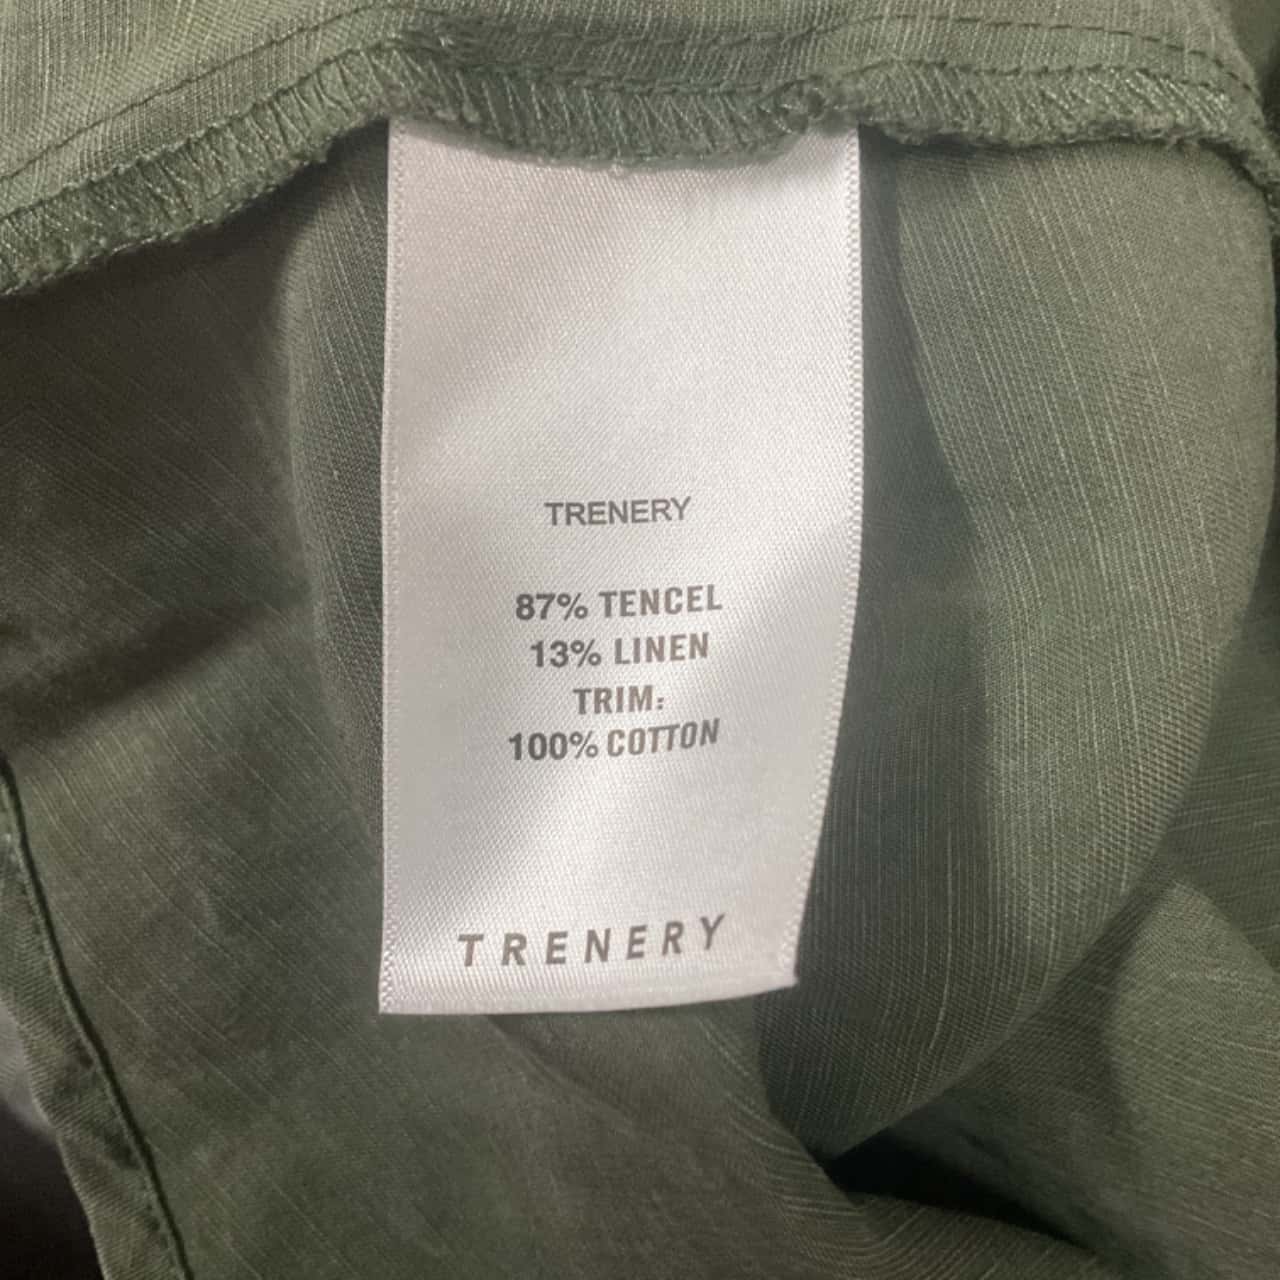 TRENERY
87% TENCEL
13% LINEN
TRIM:
100% COTTON
TRENERY